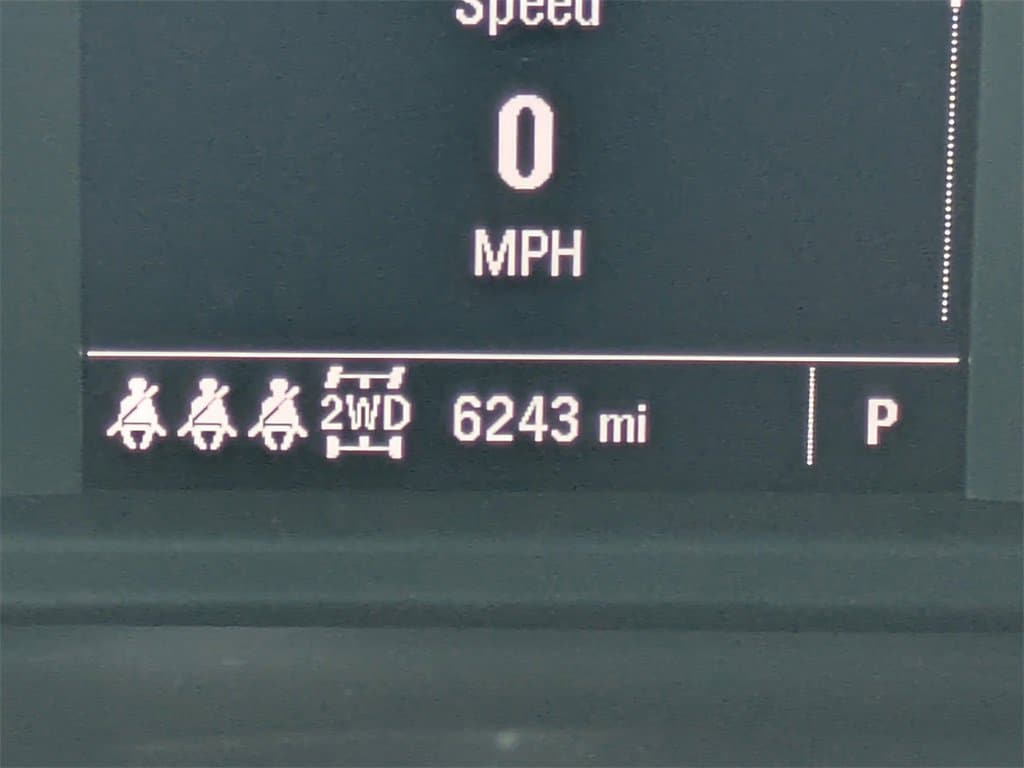 Speed
0
MPH
2WD 6243 mi P